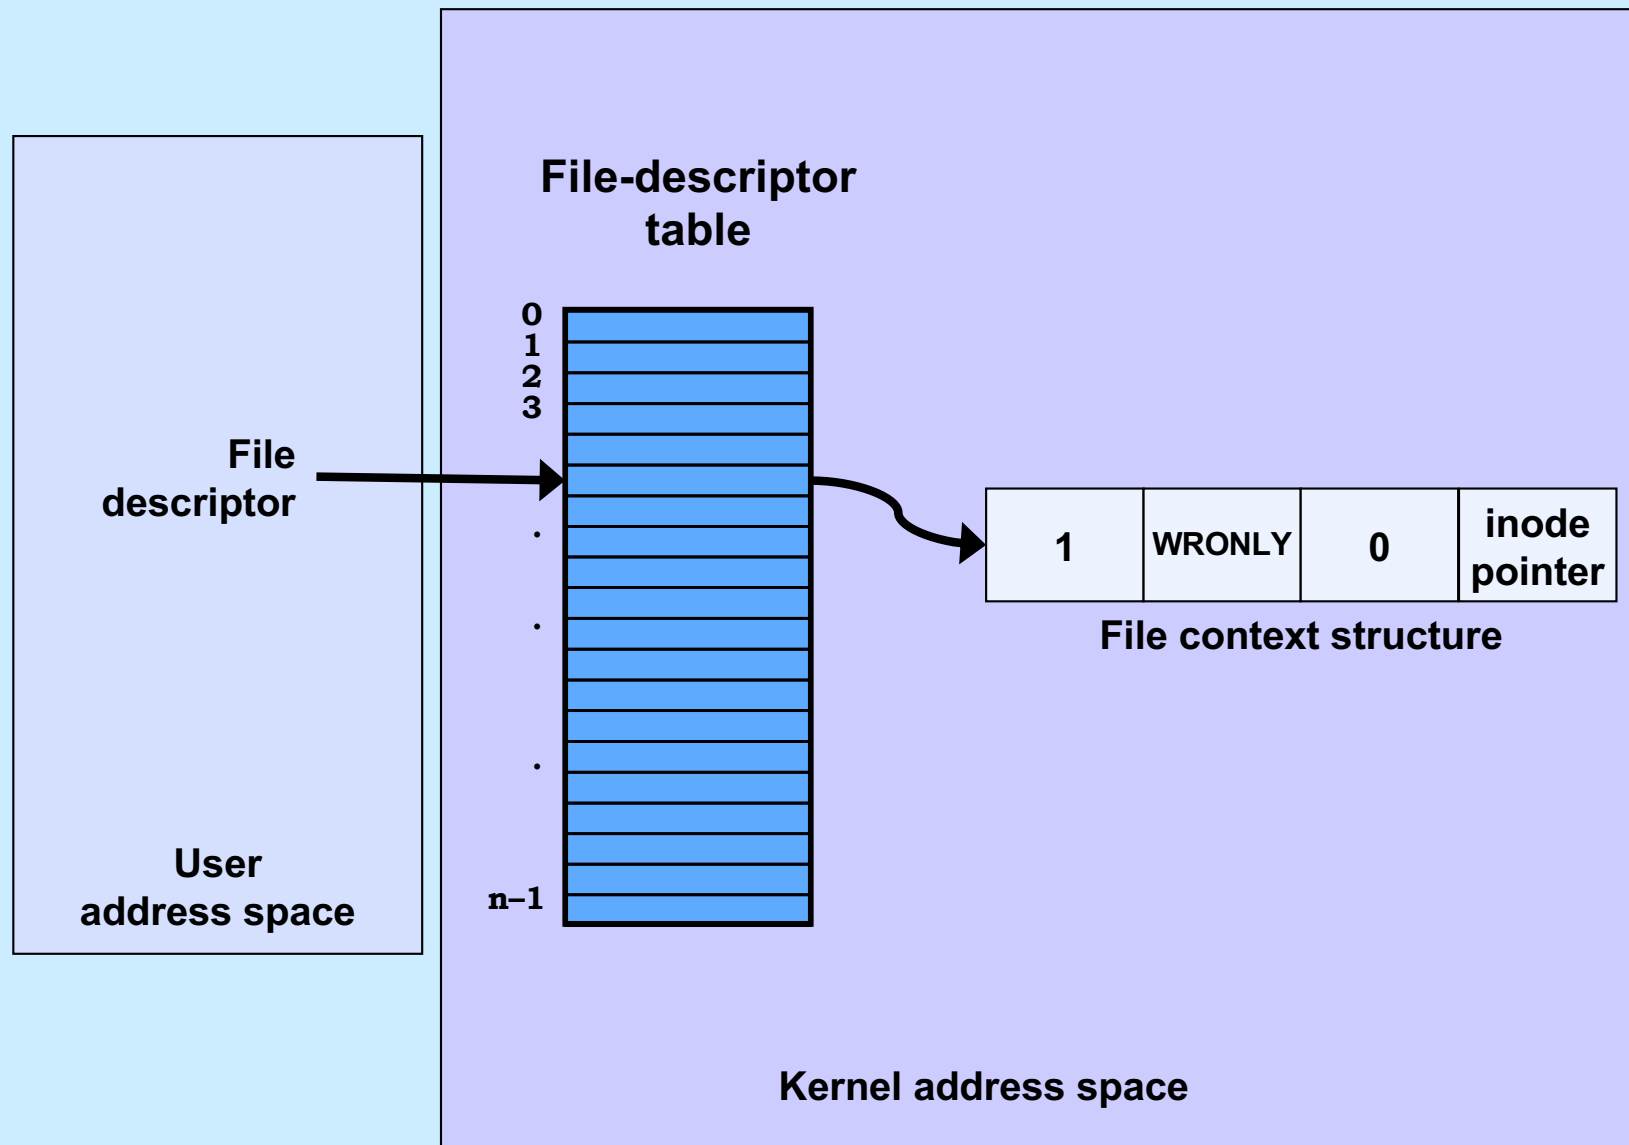 File-descriptor
table
0
1
2
3
File
descriptor
.
.
.
n–1
1
WRONLY
0
inode
pointer
File context structure
User
address space
Kernel address space